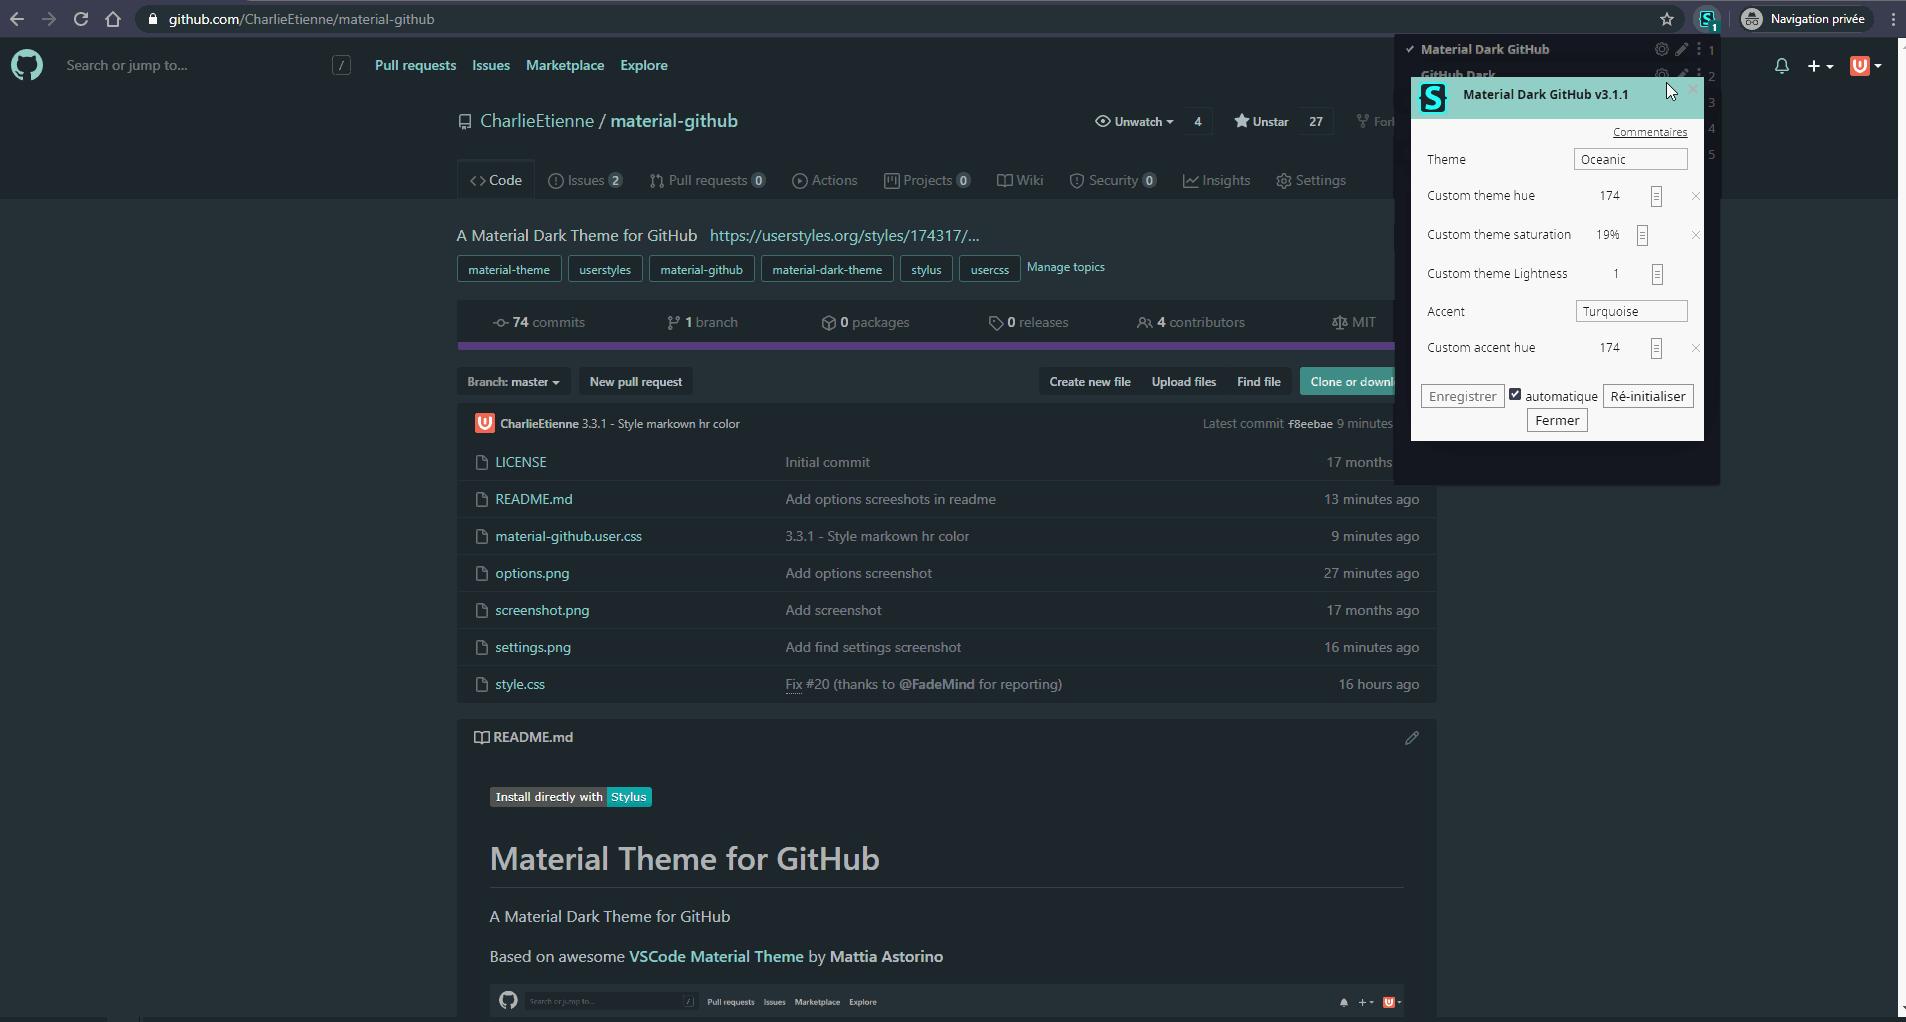 github.com/CharlieEtienne/material-github
1
Navigation privée
Search or jump to...
/
Pull requests Issues Marketplace Explore
CharlieEtienne / material-github
Unwatch 4
Unstar 27
<> Code
Issues 2
Pull requests 0
Actions
Projects 0
Wiki
Security 0
Insights
Settings
A Material Dark Theme for GitHub https://userstyles.org/styles/174317/...
material-theme userstyles material-github material-dark-theme stylus usercss Manage topics
74 commits
1 branch
0 packages
0 releases
4 contributors
MIT
Branch: master
New pull request
Create new file
Upload files
Find file
Clone or downl
CharlieEtienne 3.3.1 - Style markown hr color
Latest commit f8eebae 9 minutes
LICENSE Initial commit 17 months
README.md Add options screeshots in readme 13 minutes ago
material-github.user.css 3.3.1 - Style markown hr color 9 minutes ago
options.png Add options screenshot 27 minutes ago
screenshot.png Add screenshot 17 months ago
settings.png Add find settings screenshot 16 minutes ago
style.css Fix #20 (thanks to @FadeMind for reporting) 16 hours ago
README.md
Install directly with Stylus
Material Theme for GitHub
A Material Dark Theme for GitHub
Based on awesome VSCode Material Theme by Mattia Astorino
Search or jump to...
/
Pull requests Issues Marketplace Explore
Material Dark GitHub 1
GitHub Dark 2
3
4
5
S
Material Dark GitHub v3.1.1
Commentaires
Theme Oceanic
Custom theme hue 174
Custom theme saturation 19%
Custom theme Lightness 1
Accent Turquoise
Custom accent hue 174
Enregistrer automatique Ré-initialiser
Fermer